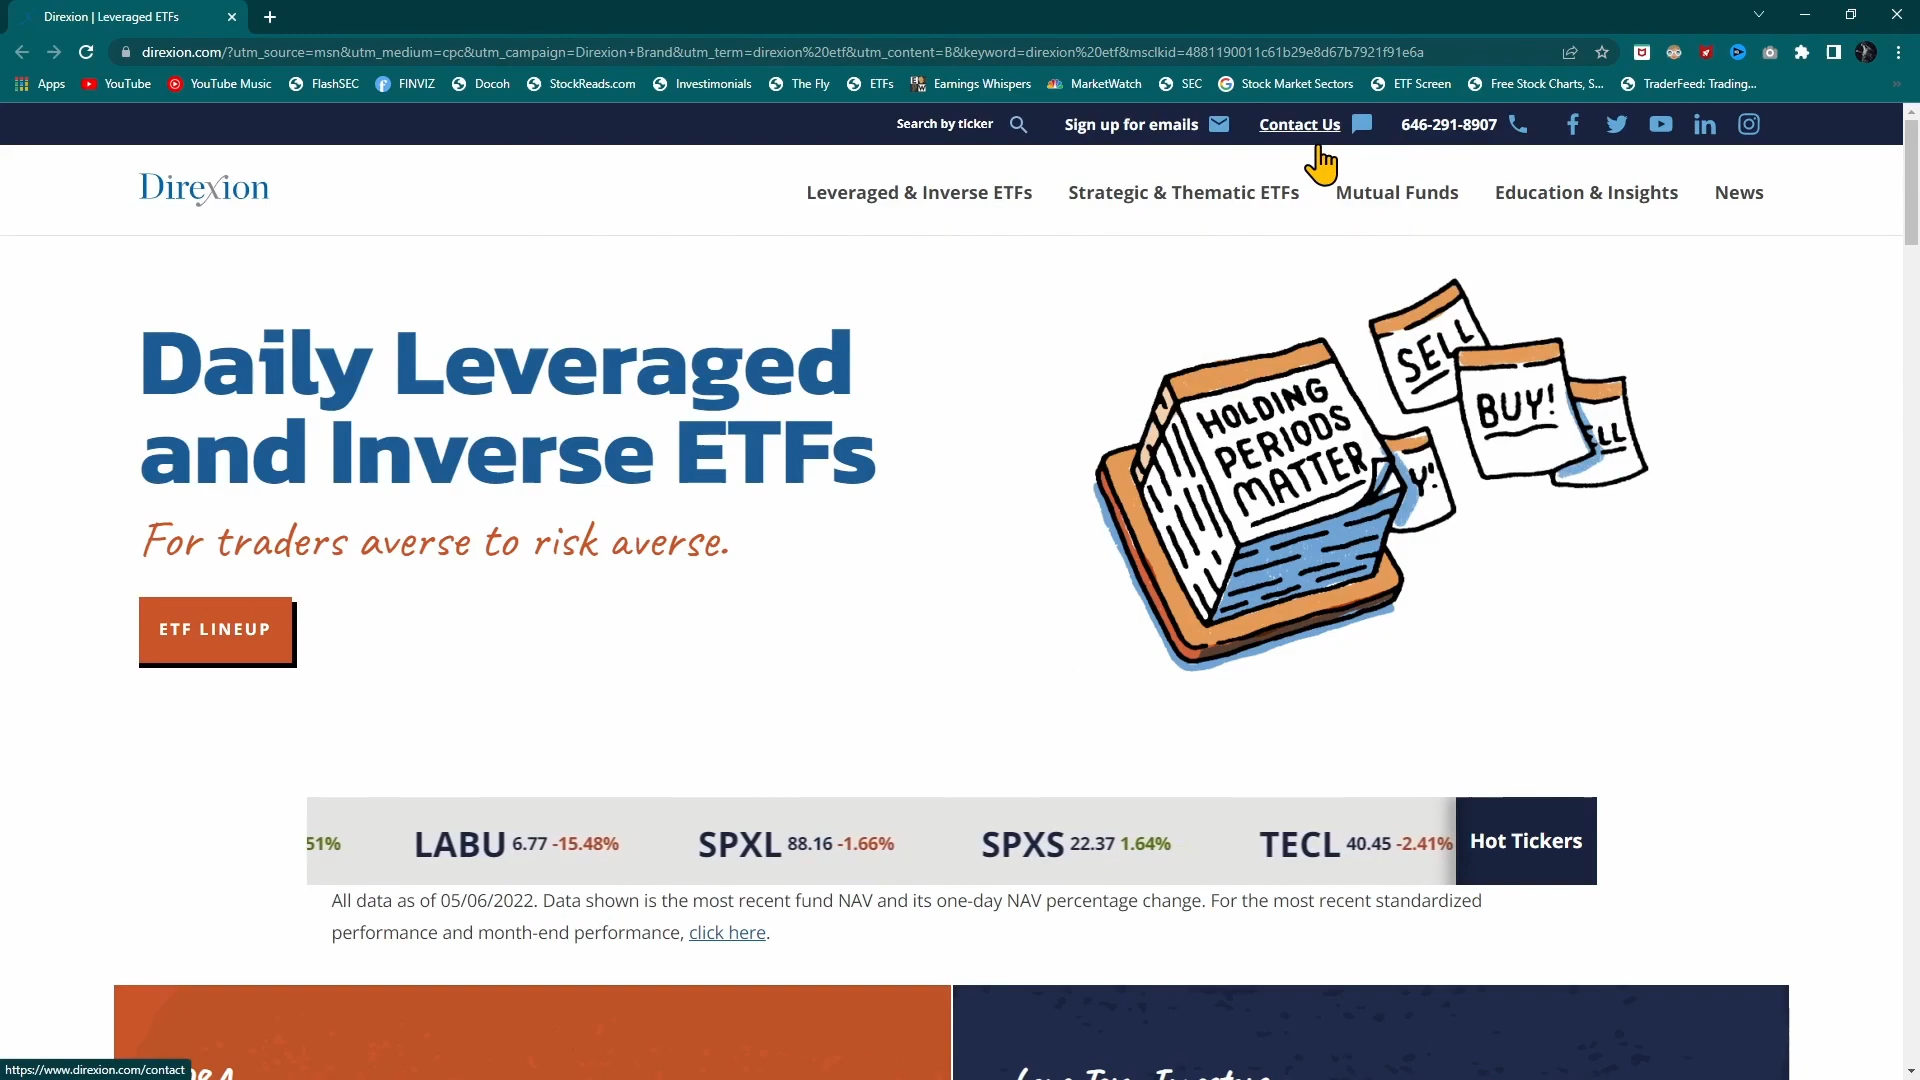 Direxion | Leveraged ETFs
direxion.com/?utm_source=msn&utm_medium=cpc&utm_campaign=Direxion+Brand&utm_term=direxion%20etf&utm_content=B&keyword=direxion%20etf&msclkid=4881190011c61b29e8d67b7921f91e6a
Apps YouTube YouTube Music FlashSEC FINVIZ Docoh StockReads.com Investimonials The Fly ETFs Earnings Whispers MarketWatch SEC Stock Market Sectors ETF Screen Free Stock Charts, S... TraderFeed: Trading...
Search by ticker Sign up for emails Contact Us 646-291-8907
Direxion Leveraged & Inverse ETFs Strategic & Thematic ETFs Mutual Funds Education & Insights News
Daily Leveraged
and Inverse ETFs
For traders averse to risk averse.
ETF LINEUP
HOLDING
PERIODS
MATTER
SELL
BUY!
ELL
Y!
51% LABU 6.77 -15.48% SPXL 88.16 -1.66% SPXS 22.37 1.64% TECL 40.45 -2.41% Hot Tickers
All data as of 05/06/2022. Data shown is the most recent fund NAV and its one-day NAV percentage change. For the most recent standardized
performance and month-end performance, click here.
https://www.direxion.com/contact